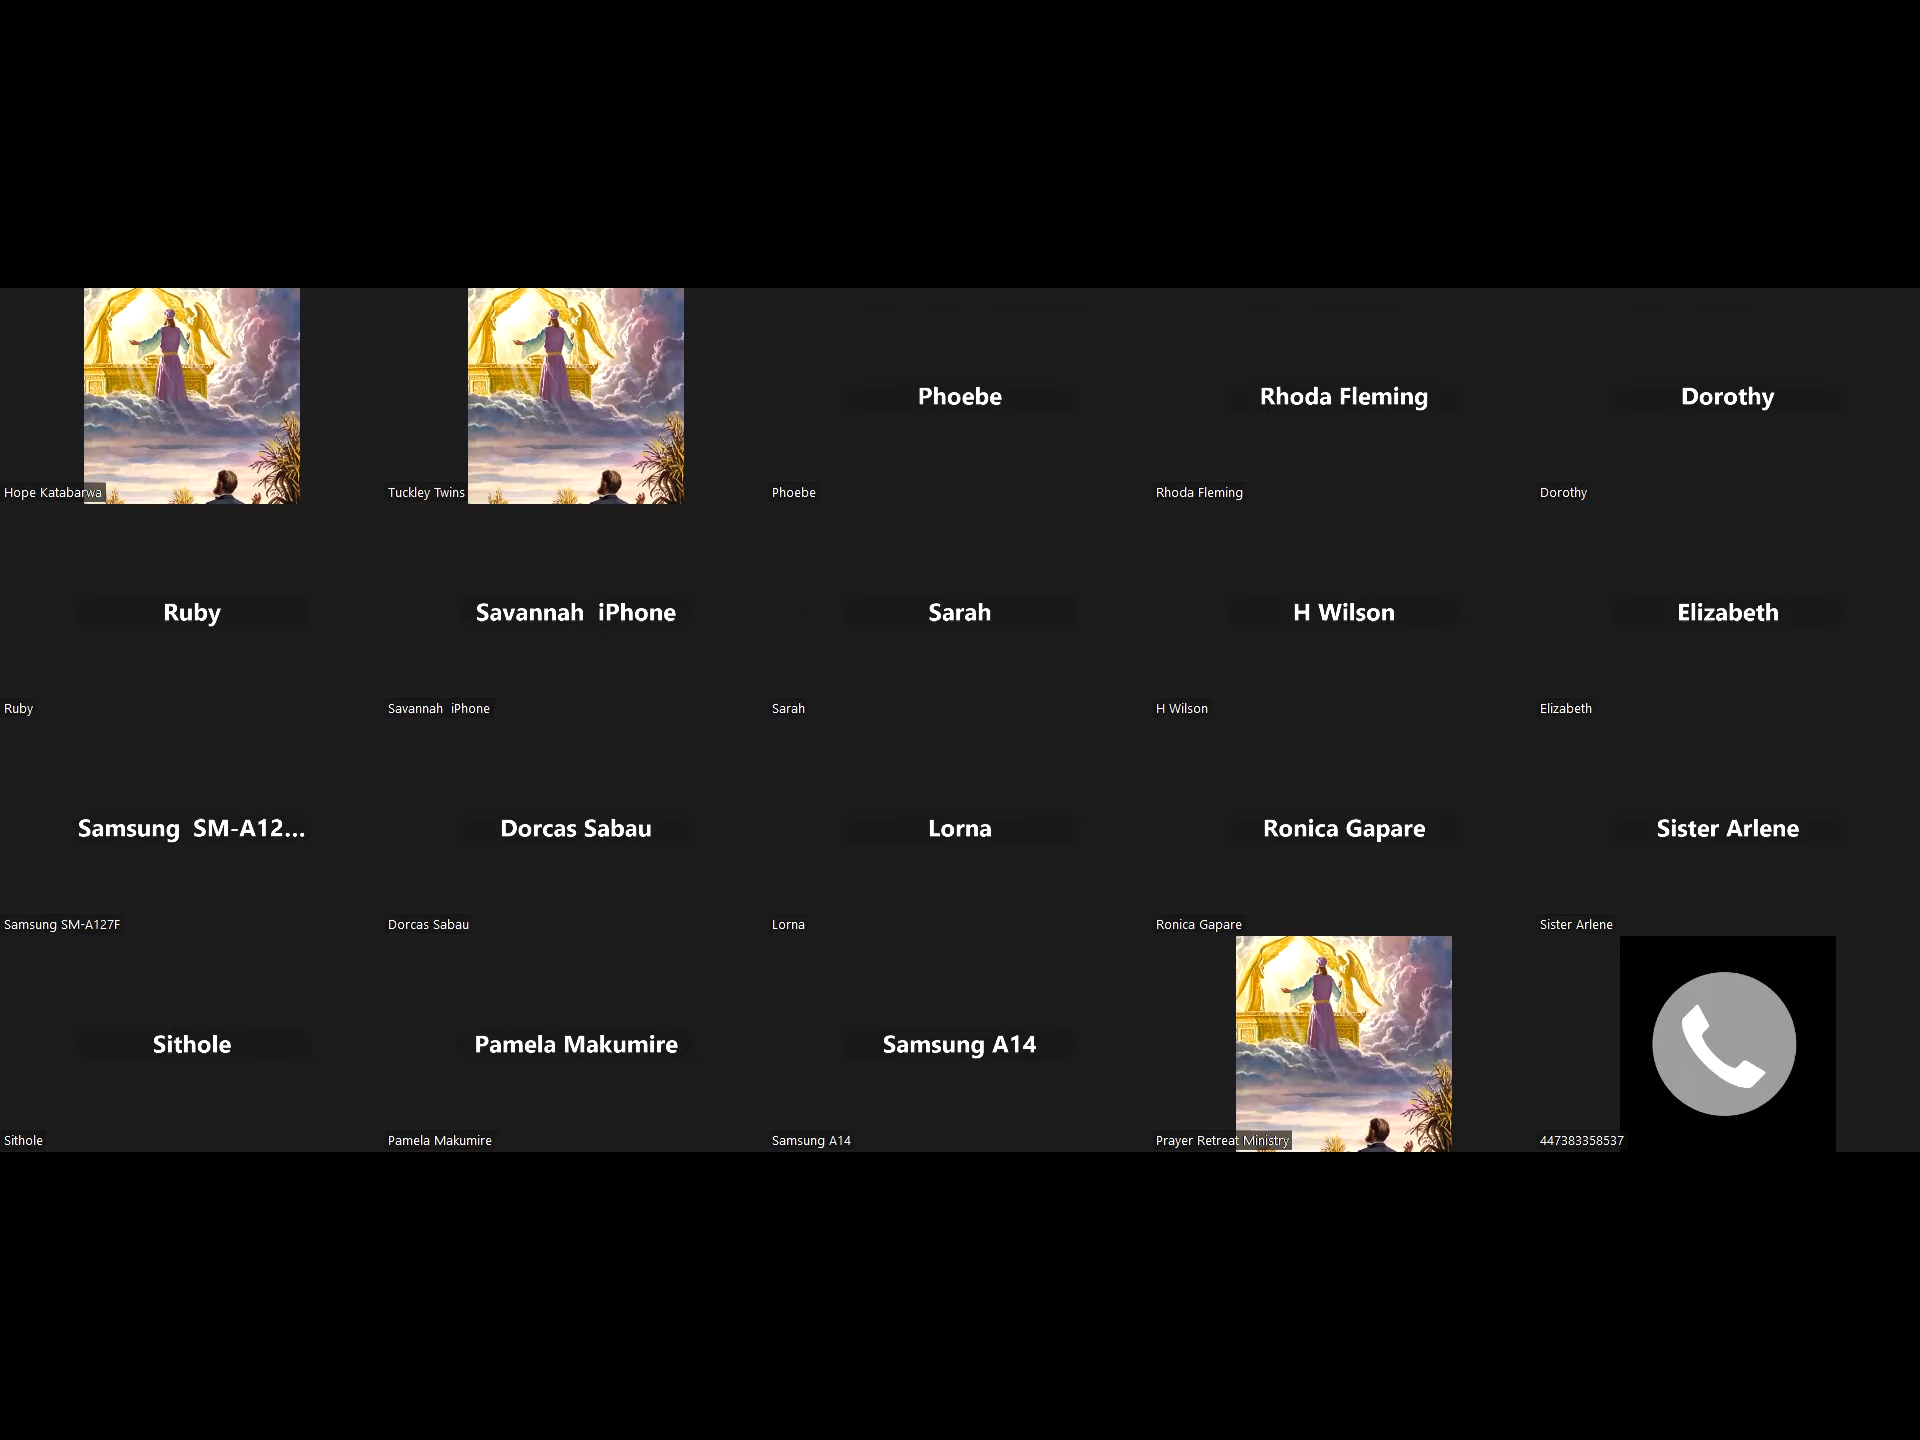 Phoebe
Rhoda Fleming
Dorothy
Hope Katabarwa
Tuckley Twins
Phoebe
Rhoda Fleming
Dorothy
Ruby
Savannah  iPhone
Sarah
H Wilson
Elizabeth
Ruby
Savannah  iPhone
Sarah
H Wilson
Elizabeth
Samsung  SM-A12...
Dorcas Sabau
Lorna
Ronica Gapare
Sister Arlene
Samsung SM-A127F
Dorcas Sabau
Lorna
Ronica Gapare
Sister Arlene
Sithole
Pamela Makumire
Samsung A14
Sithole
Pamela Makumire
Samsung A14
Prayer Retreat Ministry
447383358537